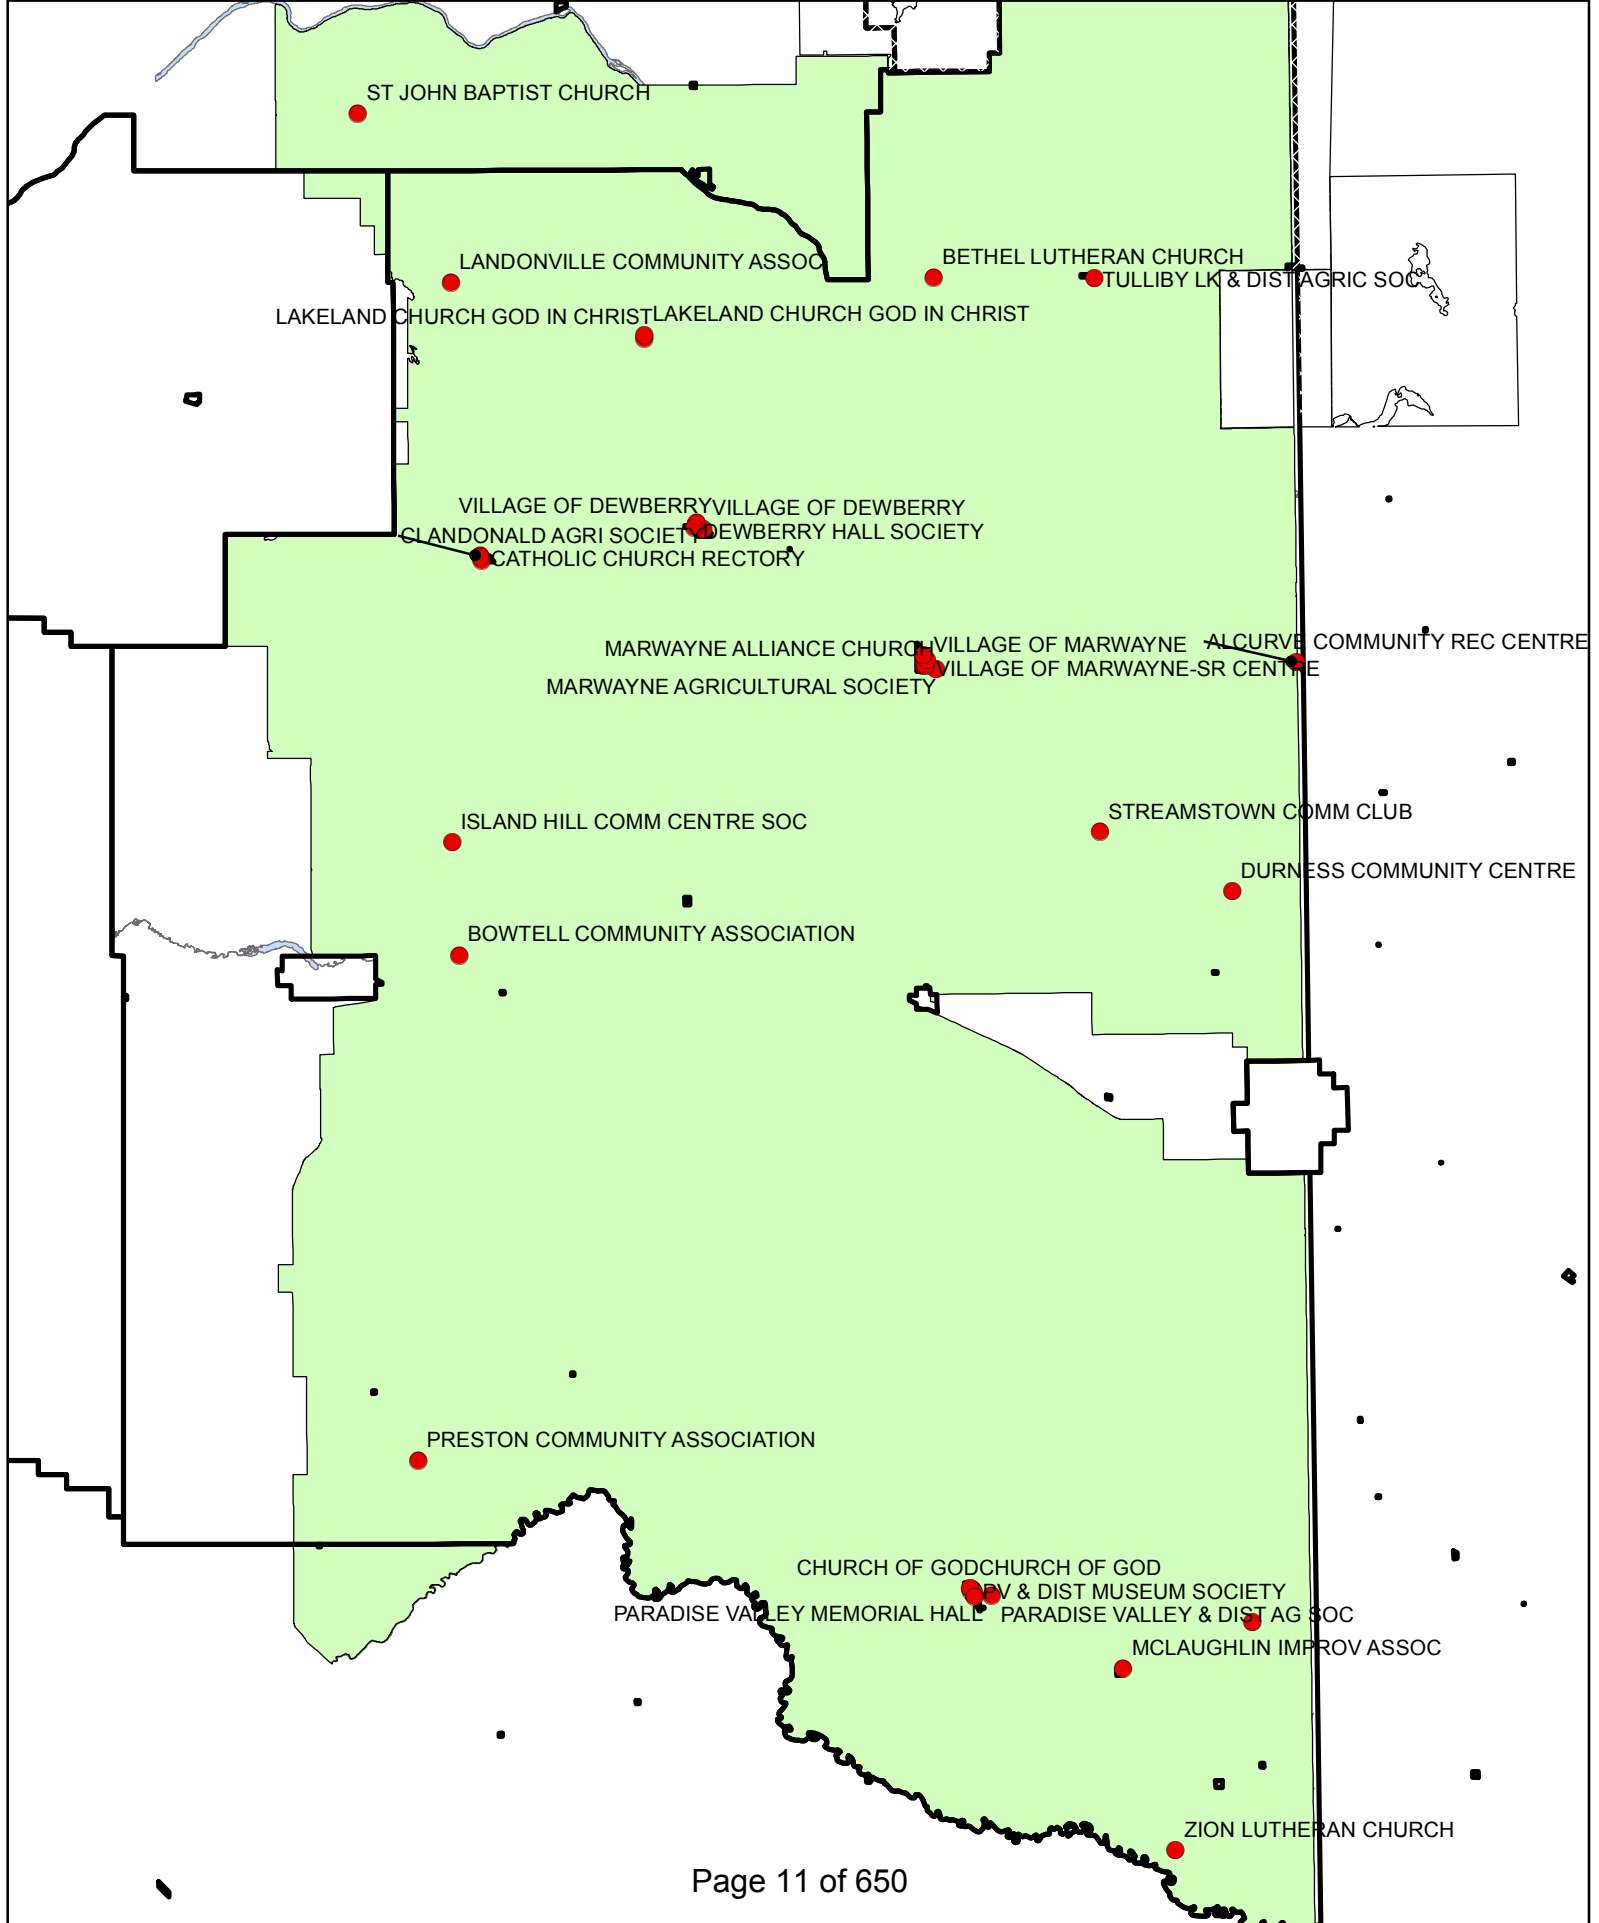 ST JOHN BAPTIST CHURCH
BETHEL LUTHERAN CHURCH
LANDONVILLE COMMUNITY ASSOC
TULLIBY LK & DIST AGRIC SOC
LAKELAND CHURCH GOD IN CHRIST
LAKELAND CHURCH GOD IN CHRIST
VILLAGE OF DEWBERRY
VILLAGE OF DEWBERRY
CLANDONALD AGRI SOCIETY
DEWBERRY HALL SOCIETY
CATHOLIC CHURCH RECTORY
MARWAYNE ALLIANCE CHURCH
VILLAGE OF MARWAYNE
ALCURVE COMMUNITY REC CENTRE
VILLAGE OF MARWAYNE-SR CENTRE
MARWAYNE AGRICULTURAL SOCIETY
STREAMSTOWN COMM CLUB
ISLAND HILL COMM CENTRE SOC
DURNESS COMMUNITY CENTRE
BOWTELL COMMUNITY ASSOCIATION
PRESTON COMMUNITY ASSOCIATION
CHURCH OF GOD
CHURCH OF GOD
PV & DIST MUSEUM SOCIETY
PARADISE VALLEY MEMORIAL HALL
PARADISE VALLEY & DIST AG SOC
MCLAUGHLIN IMPROV ASSOC
ZION LUTHERAN CHURCH
Page 11 of 650